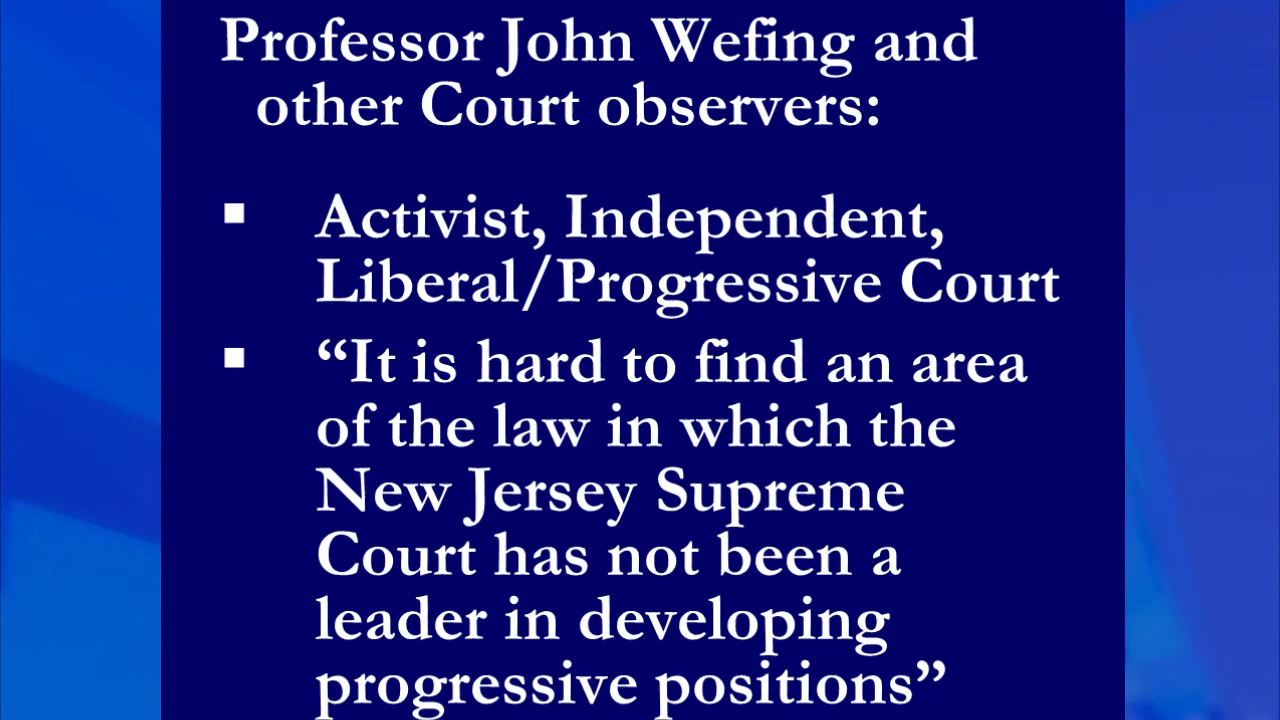 Professor John Wefing and
other Court observers:
▪ Activist, Independent,
Liberal/Progressive Court
▪ “It is hard to find an area
of the law in which the
New Jersey Supreme
Court has not been a
leader in developing
progressive positions”